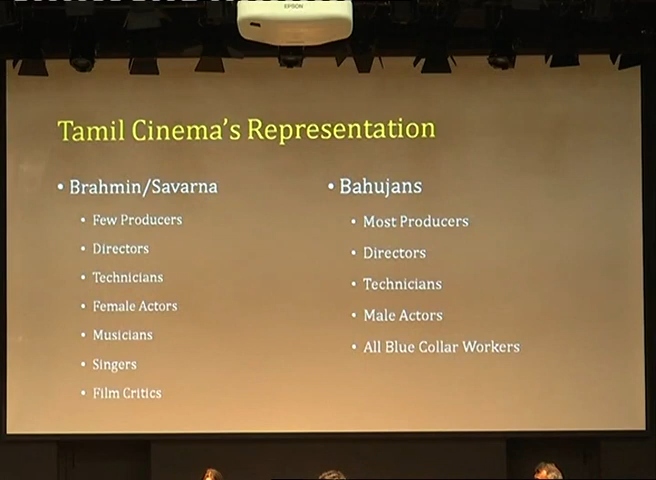 EPSON
Tamil Cinema's Representation
• Brahmin/Savarna
• Few Producers
• Directors
• Technicians
• Female Actors
• Musicians
• Singers
• Film Critics
• Bahujans
• Most Producers
• Directors
• Technicians
• Male Actors
• All Blue Collar Workers